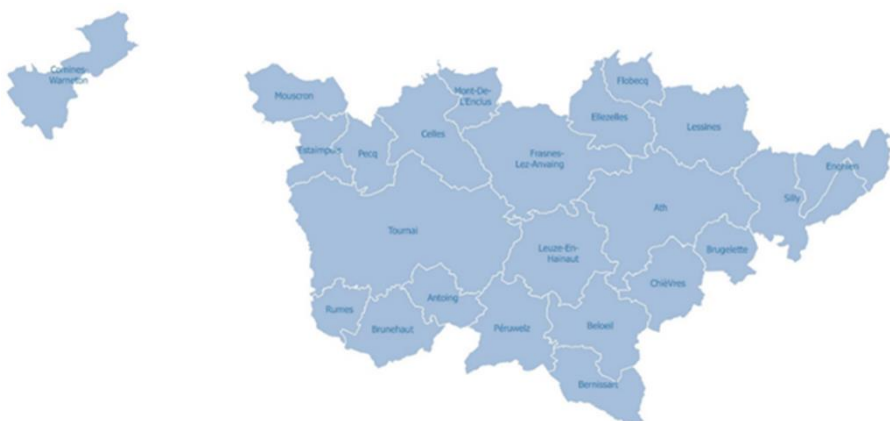 Comines-
Warneton
Mouscron
Mont-De-
L'Enclus
Flobecq
Ellezelles
Lessines
Estaimpuis
Pecq
Celles
Frasnes-
Lez-Anvaing
Enghien
Silly
Ath
Tournai
Leuze-En-
Hainaut
Brugelette
ChiëVres
Antoing
Rumes
Brunehaut
Péruwelz
Beloeil
Bernissart